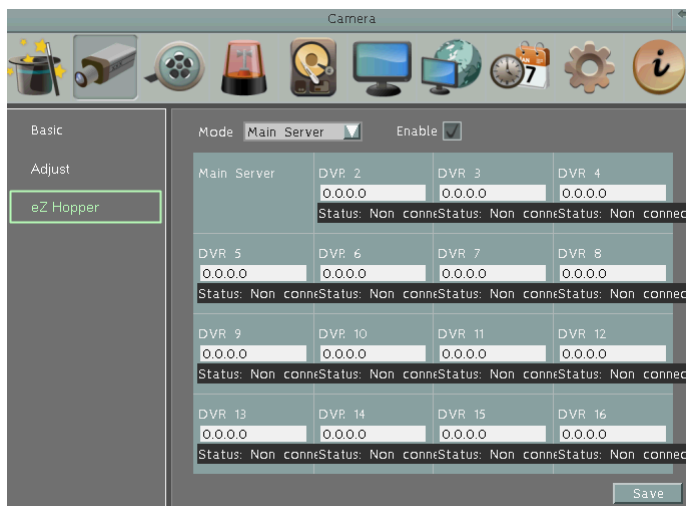 Camera
7
i
Basic
Adjust
eZ Hopper
Mode Main Server Enable
Main Server DVR 2 DVR 3 DVR 4
0.0.0.0 0.0.0.0 0.0.0.0
Status: Non conne Status: Non conne Status: Non connec
DVR 5 DVR 6 DVR 7 DVR 8
0.0.0.0 0.0.0.0 0.0.0.0 0.0.0.0
Status: Non conne Status: Non conne Status: Non conne Status: Non connec
DVR 9 DVR 10 DVR 11 DVR 12
0.0.0.0 0.0.0.0 0.0.0.0 0.0.0.0
Status: Non conne Status: Non conne Status: Non conne Status: Non connec
DVR 13 DVR 14 DVR 15 DVR 16
0.0.0.0 0.0.0.0 0.0.0.0 0.0.0.0
Status: Non conne Status: Non conne Status: Non conne Status: Non connec
Save